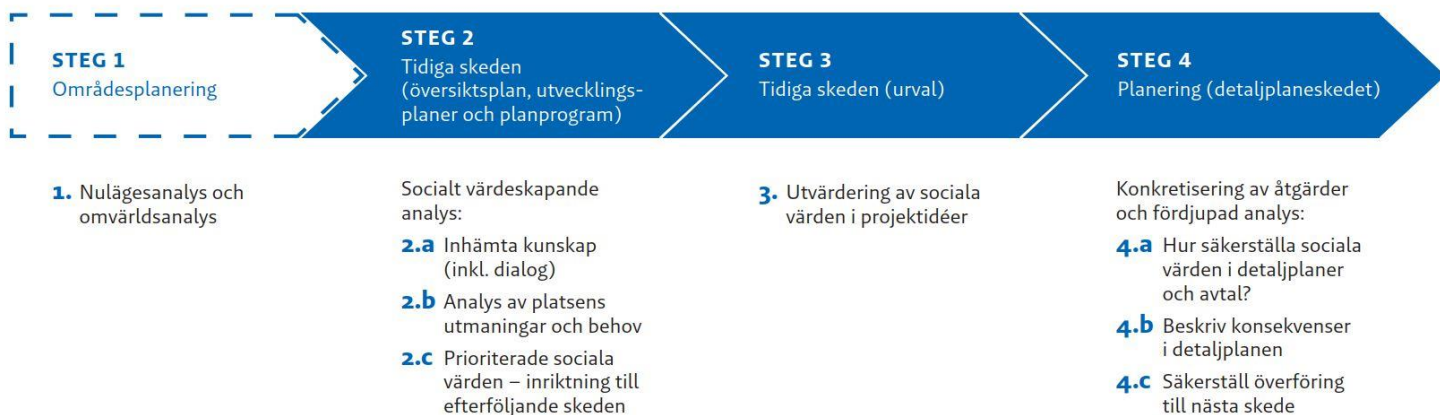 STEG 1
Områdesplanering
STEG 2
Tidiga skeden
(översiktsplan, utvecklings-
planer och planprogram)
STEG 3
Tidiga skeden (urval)
STEG 4
Planering (detaljplaneskedet)
1. Nulägesanalys och
omvärldsanalys
Socialt värdeskapande
analys:
2.a Inhämta kunskap
(inkl. dialog)
2.b Analys av platsens
utmaningar och behov
2.c Prioriterade sociala
värden – inriktning till
efterföljande skeden
3. Utvärdering av sociala
värden i projektidéer
Konkretisering av åtgärder
och fördjupad analys:
4.a Hur säkerställa sociala
värden i detaljplaner
och avtal?
4.b Beskriv konsekvenser
i detaljplanen
4.c Säkerställ överföring
till nästa skede